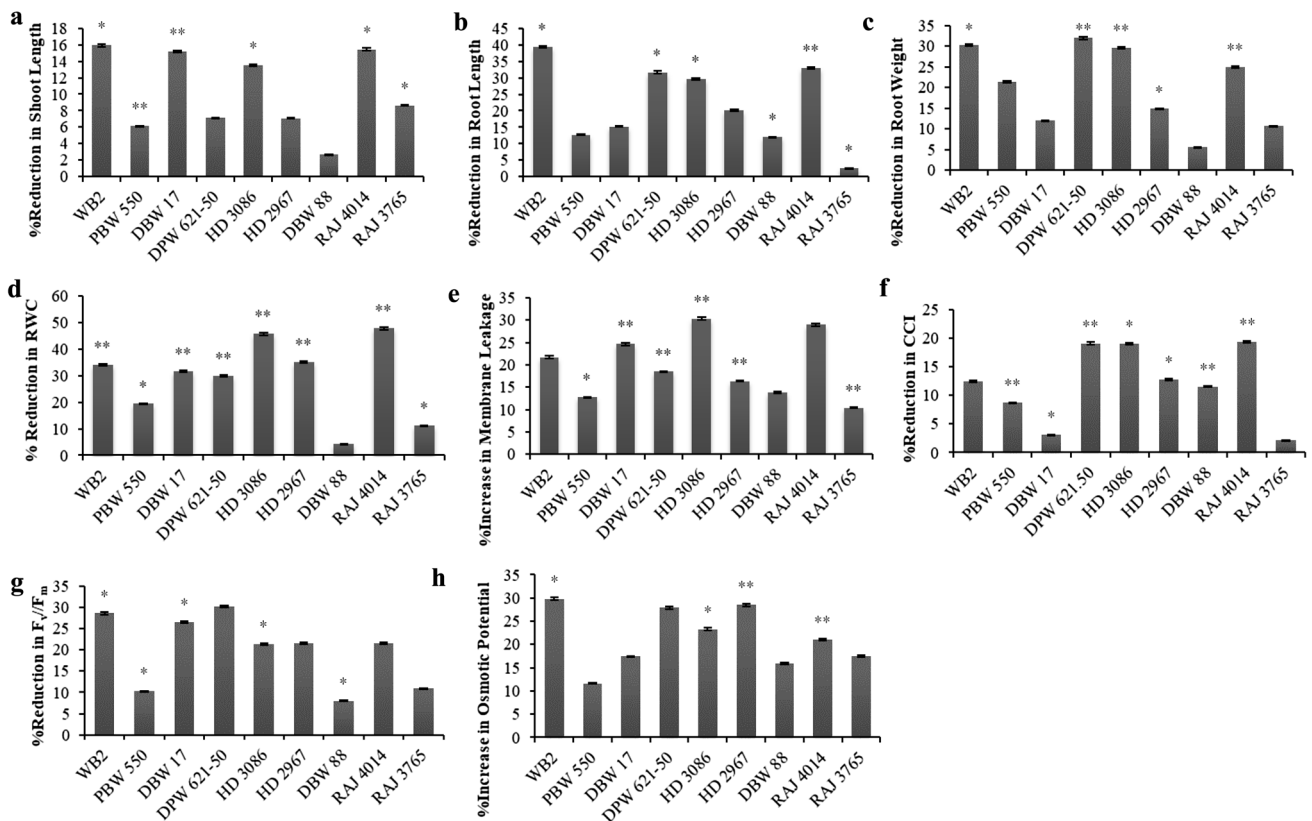 a
%Reduction in Shoot Length
18
16
14
12
10
8
6
4
2
0
* ** ** * * *
WB2 PBW 550 DBW 17 DPW 621-50 HD 3086 HD 2967 DBW 88 RAJ 4014 RAJ 3765
b
%Reduction in Root Length
45
40
35
30
25
20
15
10
5
0
* * * * ** *
WB2 PBW 550 DBW 17 DPW 621-50 HD 3086 HD 2967 DBW 88 RAJ 4014 RAJ 3765
c
%Reduction in Root Weight
35
30
25
20
15
10
5
0
* ** ** * **
WB2 PBW 550 DBW 17 DPW 621-50 HD 3086 HD 2967 DBW 88 RAJ 4014 RAJ 3765
d
% Reduction in RWC
60
50
40
30
20
10
0
** * ** ** ** ** ** *
WB2 PBW 550 DBW 17 DPW 621-50 HD 3086 HD 2967 DBW 88 RAJ 4014 RAJ 3765
e
%Increase in Membrane Leakage
35
30
25
20
15
10
5
0
* ** ** ** ** **
WB2 PBW 550 DBW 17 DPW 621-50 HD 3086 HD 2967 DBW 88 RAJ 4014 RAJ 3765
f
%Reduction in CCI
25
20
15
10
5
0
** * ** * * ** **
WB2 PBW 550 DBW 17 DPW 621.50 HD 3086 HD 2967 DBW 88 RAJ 4014 RAJ 3765
g
%Reduction in Fv//Fm
35
30
25
20
15
10
5
0
* * * * *
WB2 PBW 550 DBW 17 DPW 621-50 HD 3086 HD 2967 DBW 88 RAJ 4014 RAJ 3765
h
%Increase in Osmotic Potential
35
30
25
20
15
10
5
0
* * ** **
WB2 PBW 550 DBW 17 DPW 621-50 HD 3086 HD 2967 DBW 88 RAJ 4014 RAJ 3765